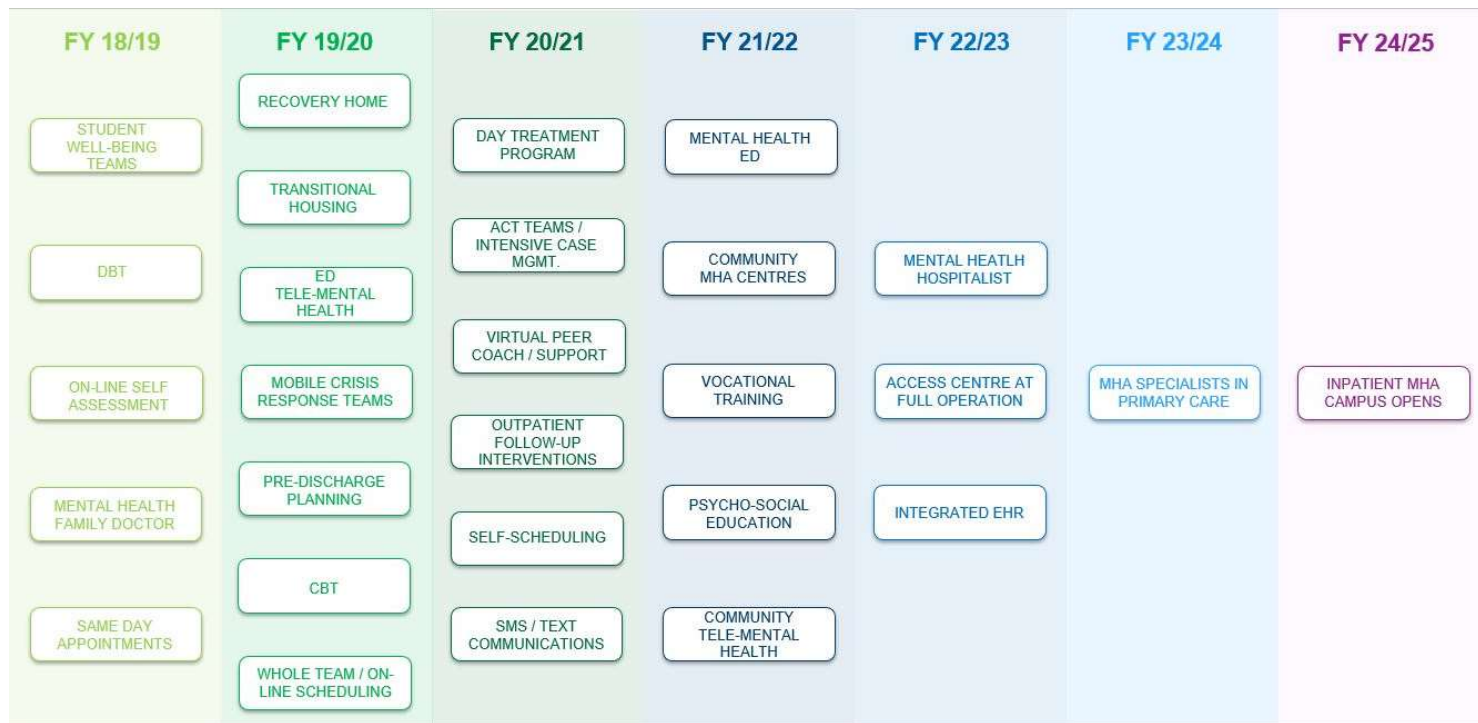 FY 18/19
STUDENT
WELL-BEING
TEAMS
DBT
ON-LINE SELF
ASSESSMENT
MENTAL HEALTH
FAMILY DOCTOR
SAME DAY
APPOINTMENTS
FY 19/20
RECOVERY HOME
TRANSITIONAL
HOUSING
ED
TELE-MENTAL
HEALTH
MOBILE CRISIS
RESPONSE TEAMS
PRE-DISCHARGE
PLANNING
CBT
WHOLE TEAM / ON-
LINE SCHEDULING
FY 20/21
DAY TREATMENT
PROGRAM
ACT TEAMS /
INTENSIVE CASE
MGMT.
VIRTUAL PEER
COACH / SUPPORT
OUTPATIENT
FOLLOW-UP
INTERVENTIONS
SELF-SCHEDULING
SMS / TEXT
COMMUNICATIONS
FY 21/22
MENTAL HEALTH
ED
COMMUNITY
MHA CENTRES
VOCATIONAL
TRAINING
PSYCHO-SOCIAL
EDUCATION
COMMUNITY
TELE-MENTAL
HEALTH
FY 22/23
MENTAL HEATLH
HOSPITALIST
ACCESS CENTRE AT
FULL OPERATION
INTEGRATED EHR
FY 23/24
MHA SPECIALISTS IN
PRIMARY CARE
FY 24/25
INPATIENT MHA
CAMPUS OPENS